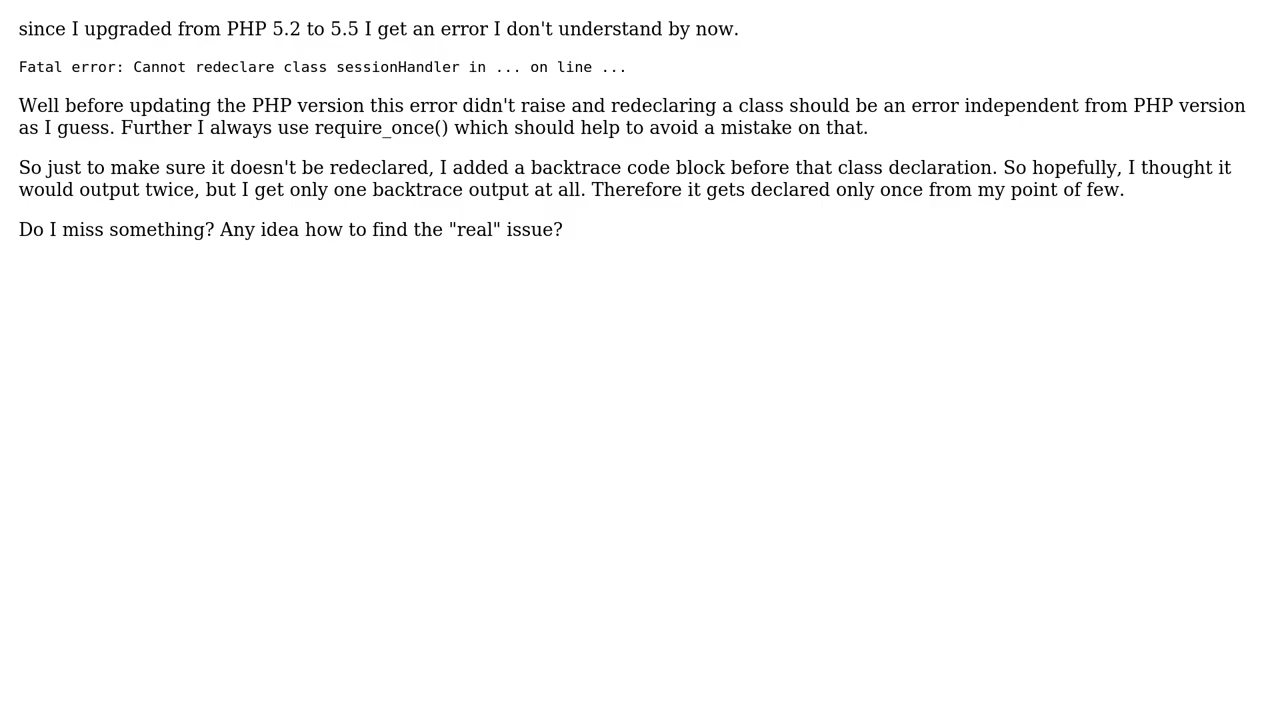 since I upgraded from PHP 5.2 to 5.5 I get an error I don't understand by now.
Fatal error: Cannot redeclare class sessionHandler in ... on line ...
Well before updating the PHP version this error didn't raise and redeclaring a class should be an error independent from PHP version
as I guess. Further I always use require_once() which should help to avoid a mistake on that.
So just to make sure it doesn't be redeclared, I added a backtrace code block before that class declaration. So hopefully, I thought it
would output twice, but I get only one backtrace output at all. Therefore it gets declared only once from my point of few.
Do I miss something? Any idea how to find the "real" issue?